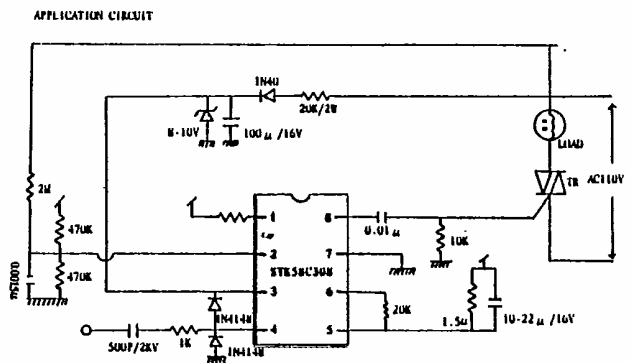 APPLICATION CIRCUIT
1N40
20K/2W
8-10V
100μ/16V
LOAD
2M
TR
AC110V
470K
1
8
0.01μ
10K
2
7
470K
3
6
20K
1.5M
10-22μ/16V
1N4148
4
5
500P/2KV
1K
1N4148